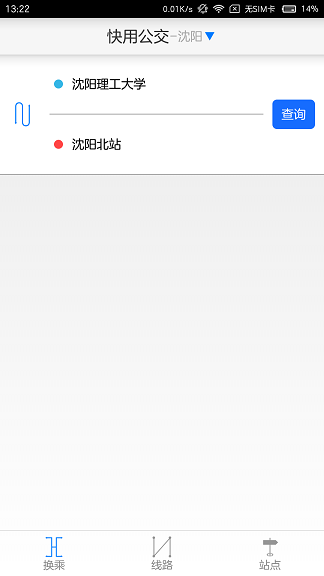 13:22 0.01K/s 无SIM卡 14%
快用公交-沈阳▼
沈阳理工大学
查询
沈阳北站
换乘 线路 站点